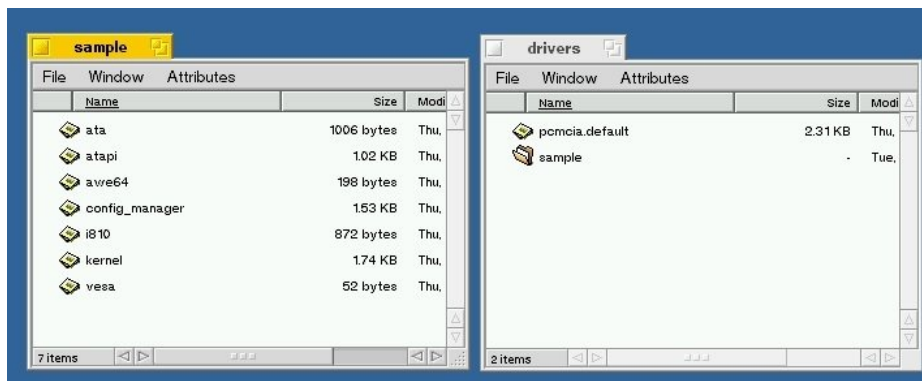 sample
File Window Attributes
Name Size Modi
ata 1006 bytes Thu,
atapi 1.02 KB Thu,
awe64 198 bytes Thu,
config_manager 1.53 KB Thu,
i810 872 bytes Thu,
kernel 1.74 KB Thu,
vesa 52 bytes Thu,
7 items
drivers
File Window Attributes
Name Size Modi
pcmcia.default 2.31 KB Thu,
sample - Tue,
2 items